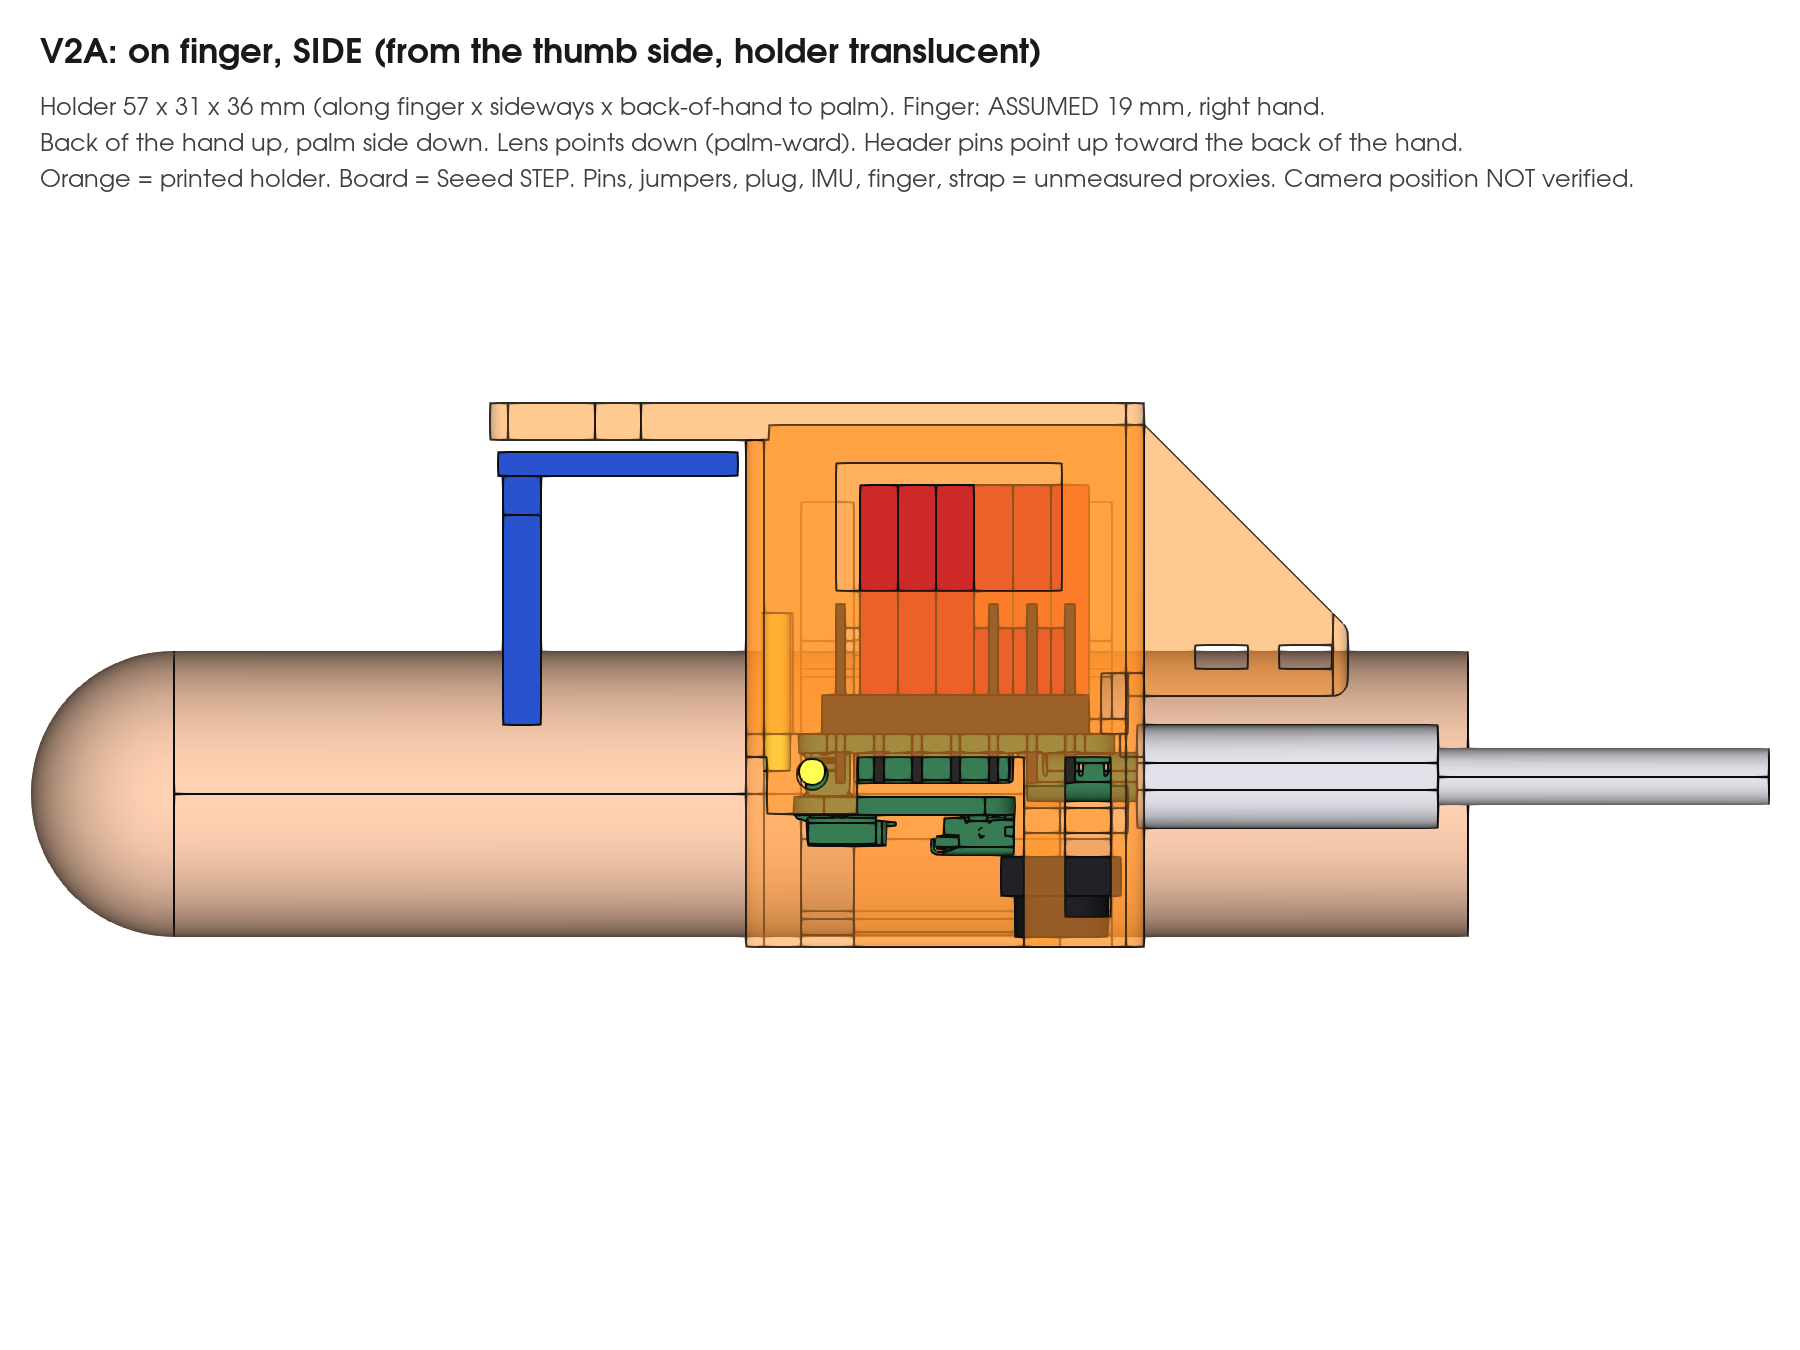 V2A: on finger, SIDE (from the thumb side, holder translucent)
Holder 57 x 31 x 36 mm (along finger x sideways x back-of-hand to palm). Finger: ASSUMED 19 mm, right hand.
Back of the hand up, palm side down. Lens points down (palm-ward). Header pins point up toward the back of the hand.
Orange = printed holder. Board = Seeed STEP. Pins, jumpers, plug, IMU, finger, strap = unmeasured proxies. Camera position NOT verified.